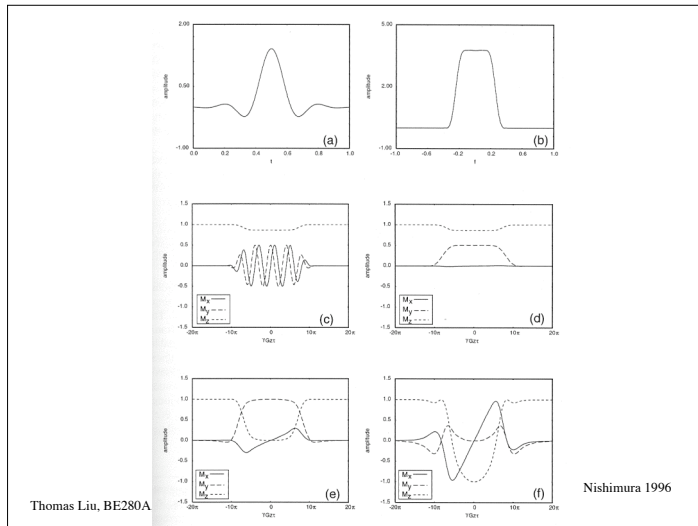 2.00
0.50
-1.00
amplitude
0.0 0.2 0.4 0.6 0.8 1.0
t
(a)
5.00
2.00
-1.00
amplitude
-1.0 -0.6 -0.2 0.2 0.6 1.0
f
(b)
1.5
1.0
0.5
0.0
-0.5
-1.0
-1.5
amplitude
Mx
My
Mz
-20π -10π 0 10π 20π
γGzτ
(c)
1.5
1.0
0.5
0.0
-0.5
-1.0
-1.5
amplitude
Mx
My
Mz
-20π -10π 0 10π 20π
γGzτ
(d)
1.5
1.0
0.5
0.0
-0.5
-1.0
-1.5
amplitude
Mx
My
Mz
-20π -10π 0 10π 20π
γGzτ
(e)
1.5
1.0
0.5
0.0
-0.5
-1.0
-1.5
amplitude
Mx
My
Mz
-20π -10π 0 10π 20π
γGzτ
(f)
Thomas Liu, BE280A
Nishimura 1996